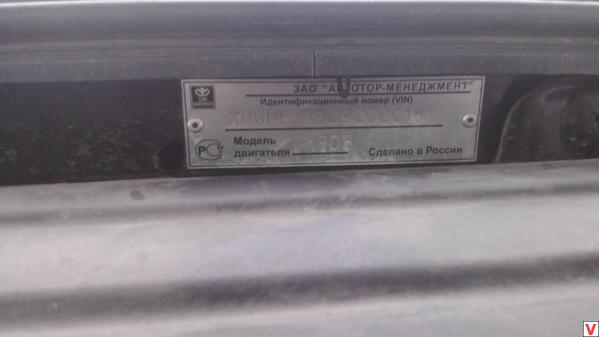 ЗАО "АВТОТОР-МЕНЕДЖМЕНТ"
Идентификационный номер (VIN)
Модель
двигателя
Сделано в России
V